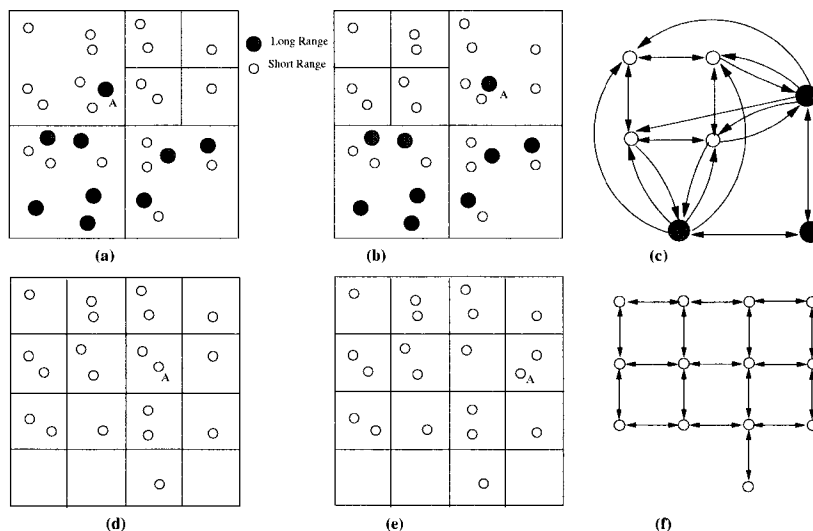 Long Range
Short Range
A
A
(a)
(b)
(c)
A
A
(d)
(e)
(f)